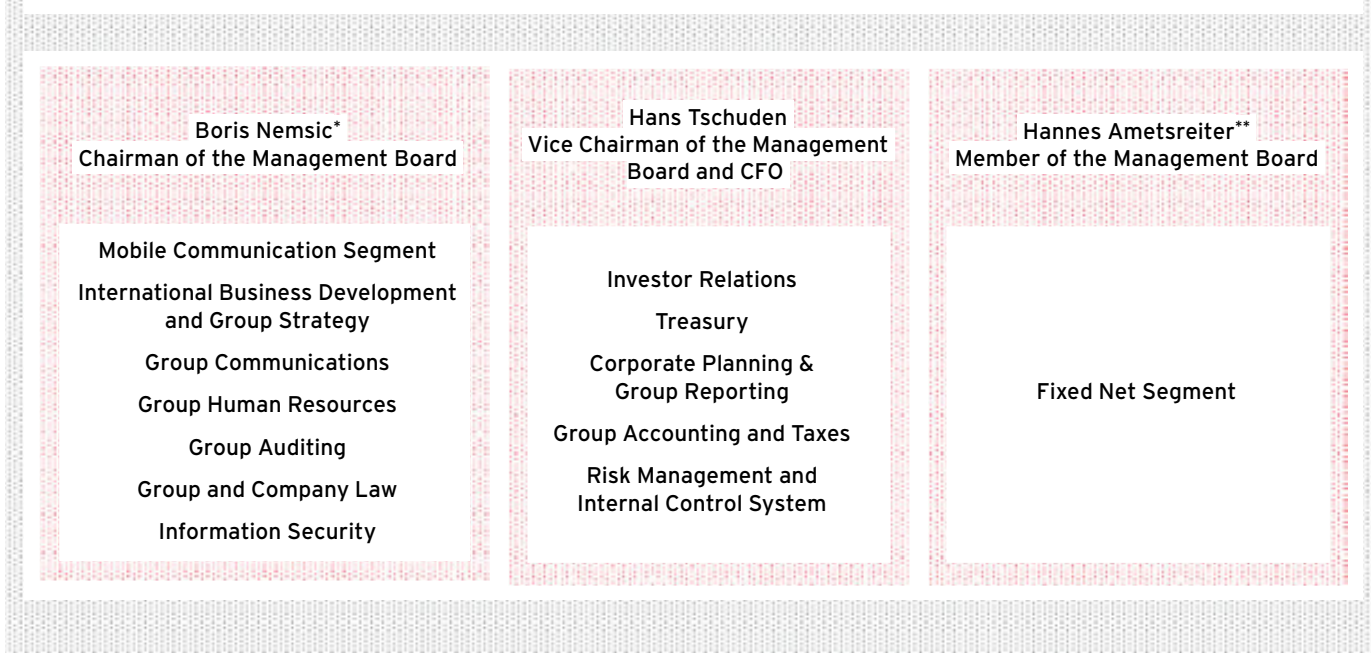 Boris Nemsic*
Chairman of the Management Board
Mobile Communication Segment
International Business Development
and Group Strategy
Group Communications
Group Human Resources
Group Auditing
Group and Company Law
Information Security
Hans Tschuden
Vice Chairman of the Management
Board and CFO
Investor Relations
Treasury
Corporate Planning &
Group Reporting
Group Accounting and Taxes
Risk Management and
Internal Control System
Hannes Ametsreiter**
Member of the Management Board
Fixed Net Segment